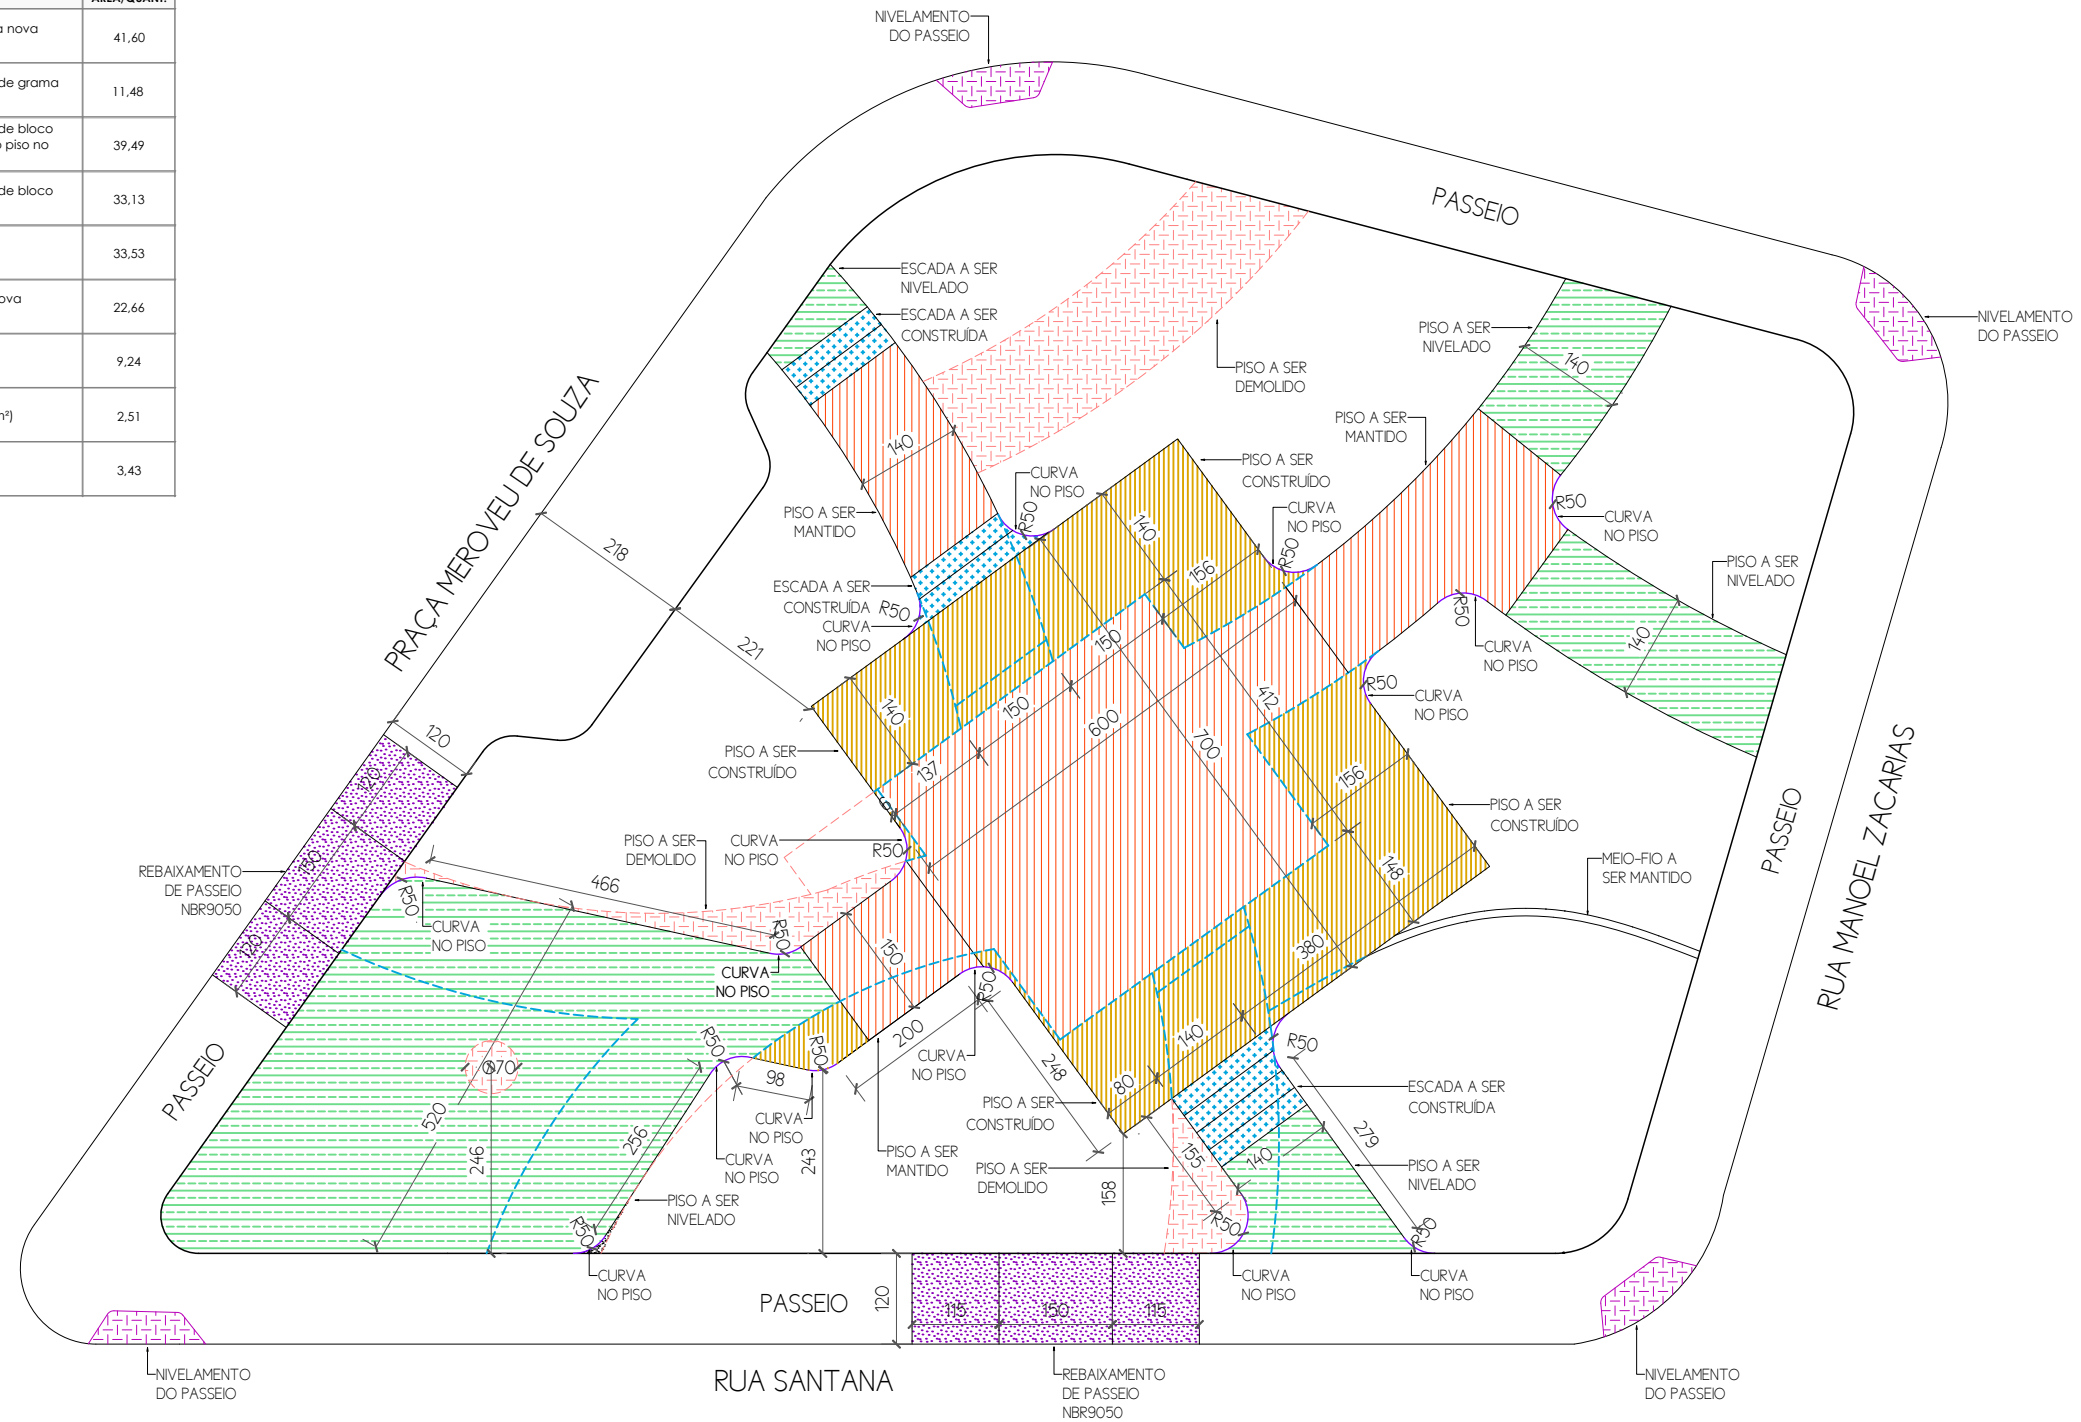 ÁREA/QUANT.
a nova
41,60
de grama
11,48
de bloco
o piso no
39,49
de bloco
33,13
33,53
ova
22,66
9,24
m²)
2,51
3,43
NIVELAMENTO
DO PASSEIO
PASSEIO
NIVELAMENTO
DO PASSEIO
ESCADA A SER
NIVELADO
ESCADA A SER
CONSTRUÍDA
PISO A SER
DEMOLIDO
PISO A SER
NIVELADO
140
PISO A SER
MANTIDO
140
PISO A SER
MANTIDO
CURVA
NO PISO
R50
PISO A SER
CONSTRUÍDO
CURVA
NO PISO
R50
140
156
R50
CURVA
NO PISO
PISO A SER
NIVELADO
140
R50
CURVA
NO PISO
PRAÇA MEROVEU DE SOUZA
218
221
ESCADA A SER
CONSTRUÍDA
R50
CURVA
NO PISO
150
150
600
700
412
140
137
R50
CURVA
NO PISO
PISO A SER
CONSTRUÍDO
156
PISO A SER
CONSTRUÍDO
148
380
MEIO-FIO A
SER MANTIDO
PASSEIO
RUA MANOEL ZACARIAS
120
120
150
120
REBAIXAMENTO
DE PASSEIO
NBR9050
PISO A SER
DEMOLIDO
CURVA
NO PISO
R50
466
R50
CURVA
NO PISO
R50
CURVA
NO PISO
150
200
R50
CURVA
NO PISO
248
140
80
R50
ESCADA A SER
CONSTRUÍDA
PISO A SER
CONSTRUÍDO
PISO A SER
MANTIDO
PISO A SER
DEMOLIDO
155
140
279
PISO A SER
NIVELADO
158
R50
R50
PASSEIO
Ø70
520
246
256
R50
98
R50
CURVA
NO PISO
CURVA
NO PISO
243
PISO A SER
NIVELADO
R50
CURVA
NO PISO
PASSEIO
120
115
150
115
CURVA
NO PISO
CURVA
NO PISO
NIVELAMENTO
DO PASSEIO
RUA SANTANA
REBAIXAMENTO
DE PASSEIO
NBR9050
NIVELAMENTO
DO PASSEIO